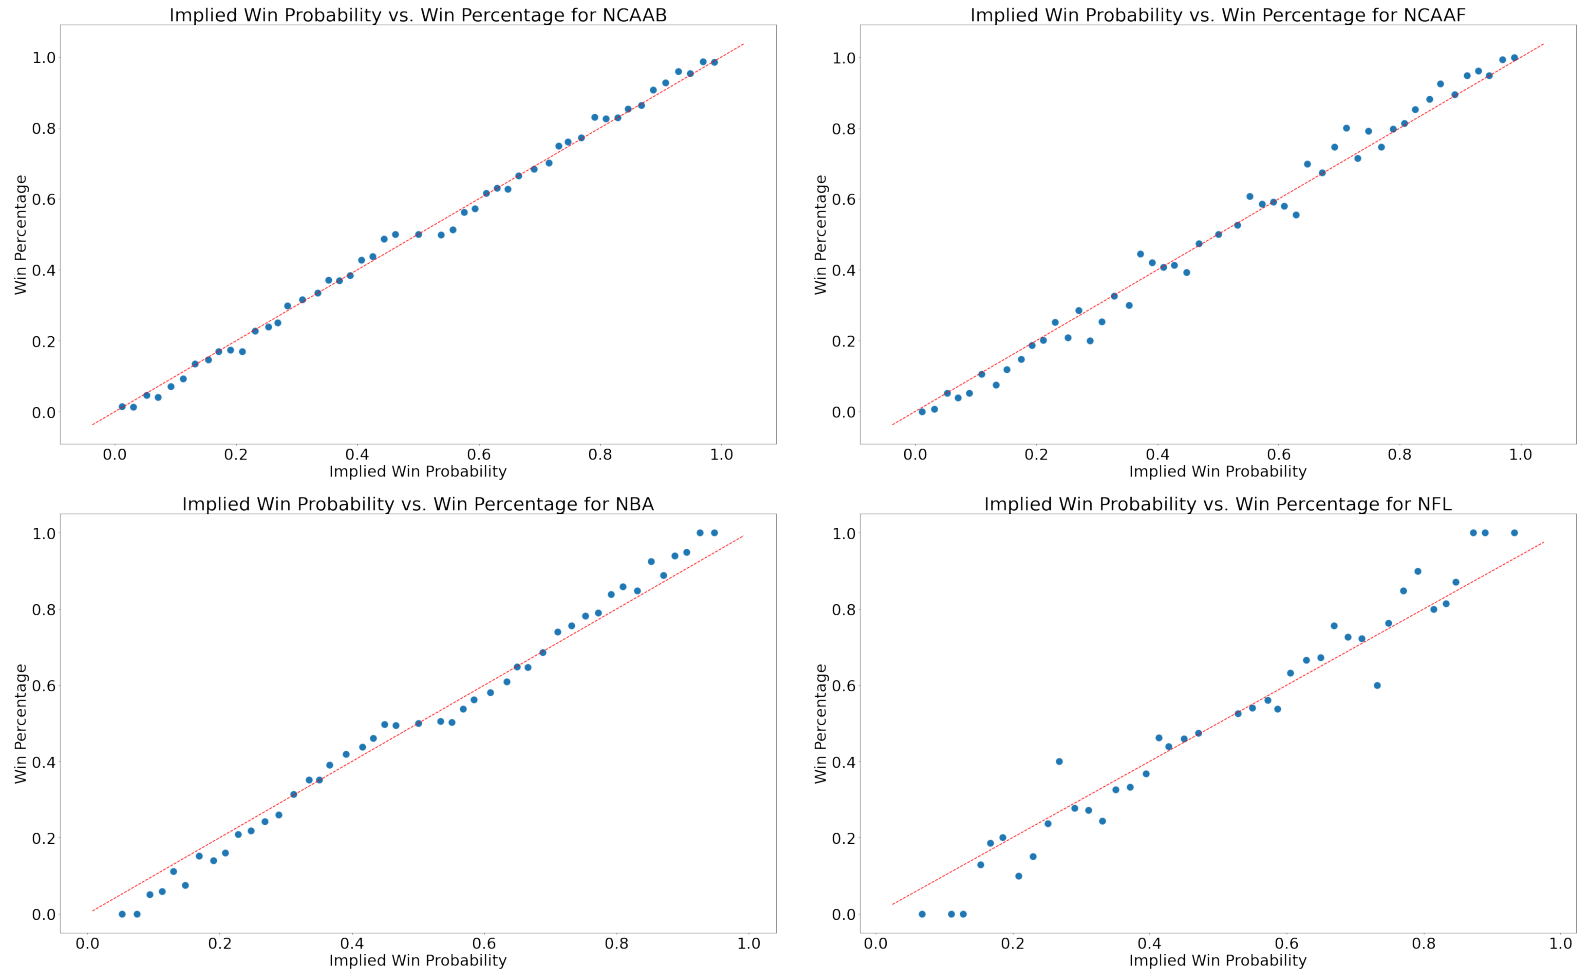 Implied Win Probability vs. Win Percentage for NCAAB
Win Percentage
1.0
0.8
0.6
0.4
0.2
0.0
0.0 0.2 0.4 0.6 0.8 1.0
Implied Win Probability
Implied Win Probability vs. Win Percentage for NCAAF
Win Percentage
1.0
0.8
0.6
0.4
0.2
0.0
0.0 0.2 0.4 0.6 0.8 1.0
Implied Win Probability
Implied Win Probability vs. Win Percentage for NBA
Win Percentage
1.0
0.8
0.6
0.4
0.2
0.0
0.0 0.2 0.4 0.6 0.8 1.0
Implied Win Probability
Implied Win Probability vs. Win Percentage for NFL
Win Percentage
1.0
0.8
0.6
0.4
0.2
0.0
0.0 0.2 0.4 0.6 0.8 1.0
Implied Win Probability